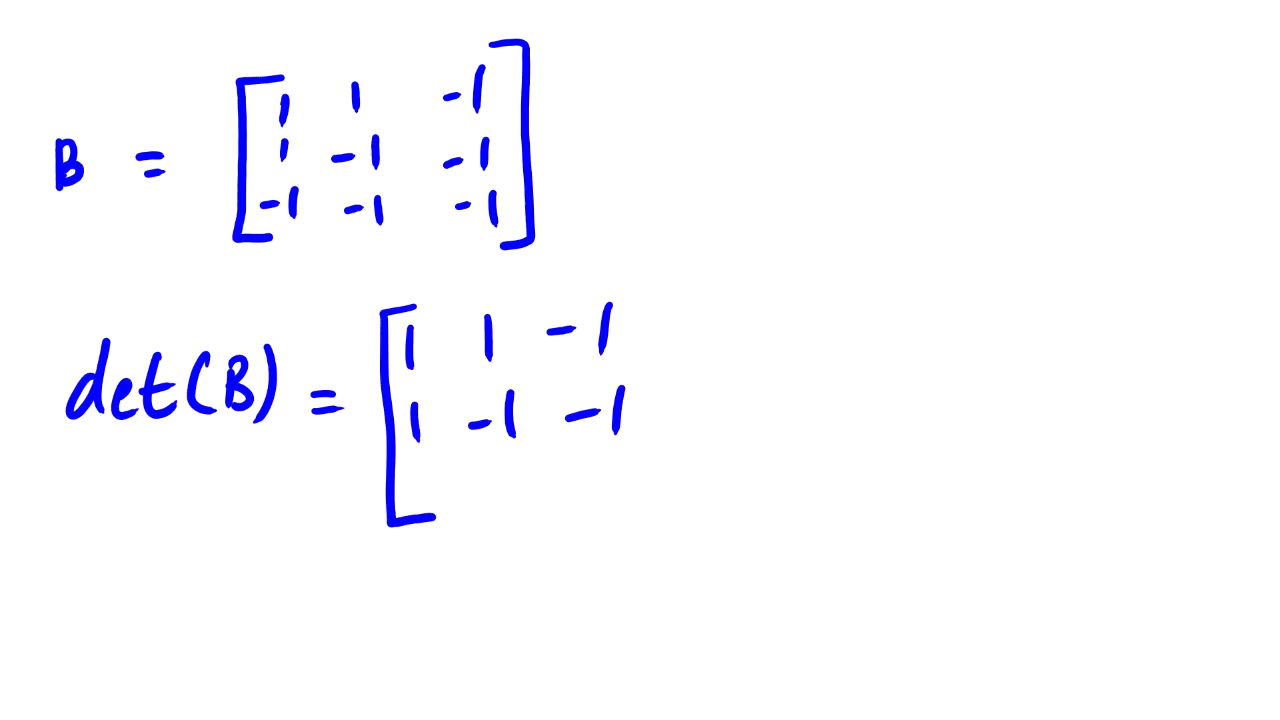 B = [1 1 -1
1 -1 -1
-1 -1 -1]
det(B) = [1 1 -1
1 -1 -1